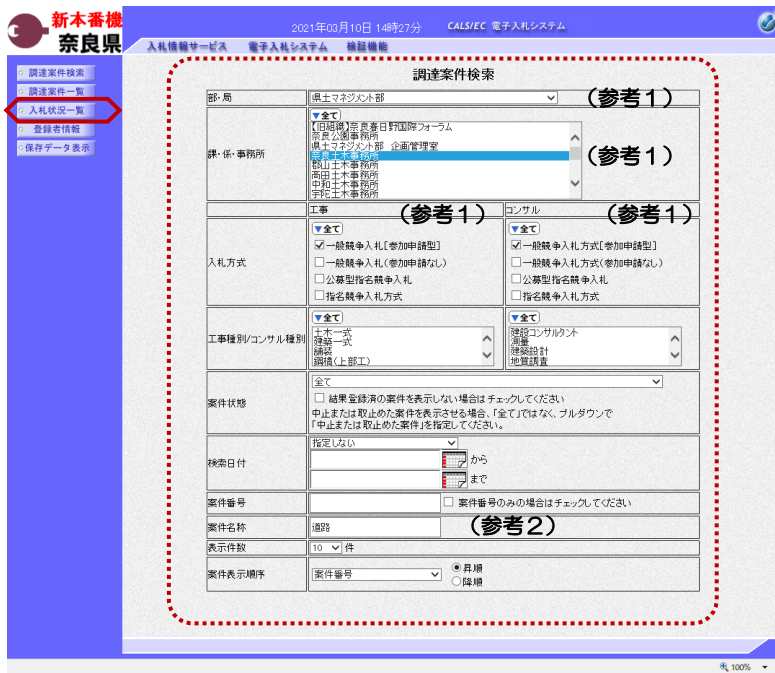 新本番機
奈良県
2021年03月10日 14時27分 CALS/EC 電子入札システム
入札情報サービス 電子入札システム 検証機能
調達案件検索
調達案件一覧
入札状況一覧
登録者情報
保存データ表示
調達案件検索
部・局 県土マネジメント部 (参考1)
課・係・事務所
▼全て
【旧組織】奈良春日野国際フォーラム
奈良公園事務所
県土マネジメント部 企画管理室
奈良土木事務所
郡山土木事務所
高田土木事務所
中和土木事務所
宇陀土木事務所
(参考1)
工事 (参考1) コンサル (参考1)
入札方式
▼全て ▼全て
一般競争入札[参加申請型] 一般競争入札方式[参加申請型]
一般競争入札(参加申請なし) 一般競争入札方式(参加申請なし)
公募型指名競争入札 公募型指名競争入札
指名競争入札方式 指名競争入札方式
工事種別/コンサル種別
▼全て ▼全て
土木一式 建設コンサルタント
建築一式 測量
舗装 建築設計
鋼橋(上部工) 地質調査
案件状態
全て
結果登録済の案件を表示しない場合はチェックしてください
中止または取止めた案件を表示させる場合、「全て」ではなく、プルダウンで
「中止または取止めた案件」を指定してください。
検索日付
指定しない
から
まで
案件番号 案件番号のみの場合はチェックしてください
案件名称 道路 (参考2)
表示件数 10 件
案件表示順序 案件番号 昇順
降順
100%